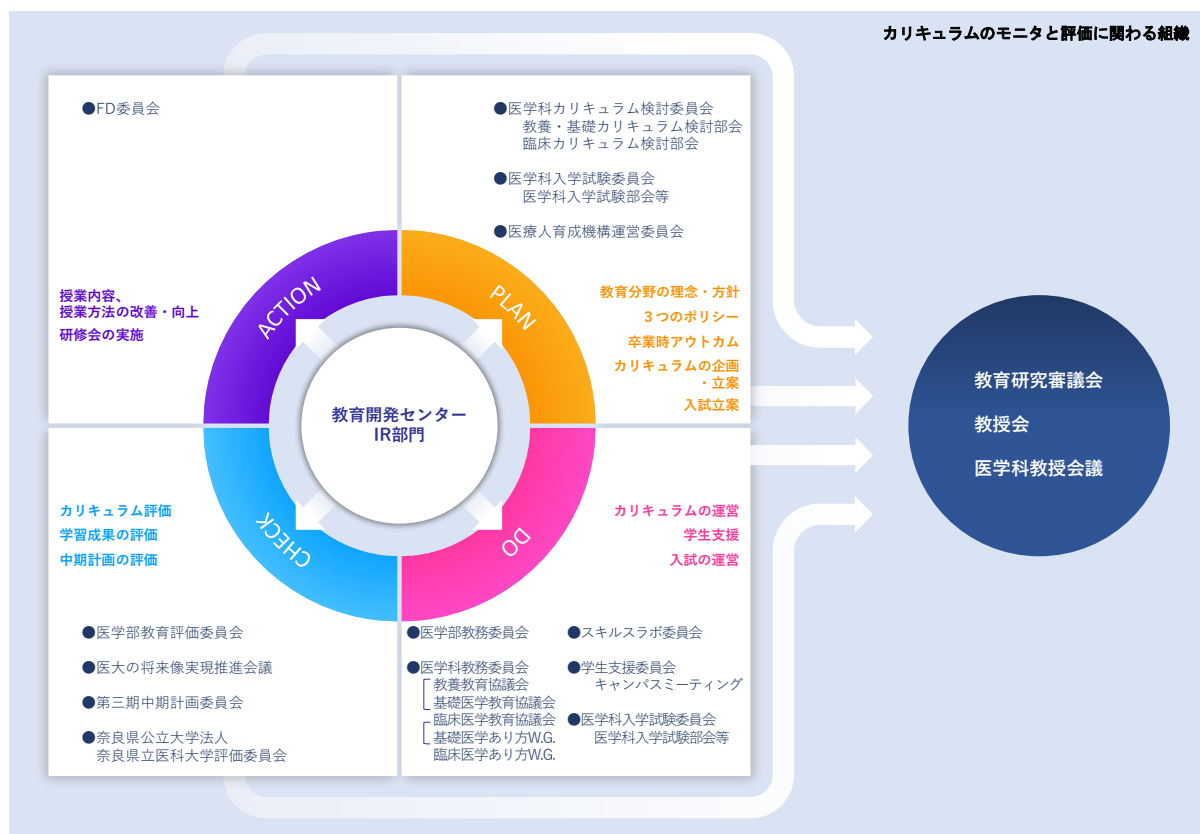 カリキュラムのモニタと評価に関わる組織
●FD委員会
授業内容、
授業方法の改善・向上
研修会の実施
ACTION
●医学科カリキュラム検討委員会
教養・基礎カリキュラム検討部会
臨床カリキュラム検討部会
●医学科入学試験委員会
医学科入学試験部会等
●医療人育成機構運営委員会
PLAN
教育分野の理念・方針
3つのポリシー
卒業時アウトカム
カリキュラムの企画
・立案
入試立案
教育開発センター
IR部門
カリキュラム評価
学習成果の評価
中期計画の評価
CHECK
●医学部教育評価委員会
●医大の将来像実現推進会議
●第三期中期計画委員会
●奈良県公立大学法人
奈良県立医科大学評価委員会
DO
カリキュラムの運営
学生支援
入試の運営
●医学部教務委員会
●医学科教務委員会
教養教育協議会
基礎医学教育協議会
臨床医学教育協議会
基礎医学あり方W.G.
臨床医学あり方W.G.
●スキルスラボ委員会
●学生支援委員会
キャンパスミーティング
●医学科入学試験委員会
医学科入学試験部会等
教育研究審議会
教授会
医学科教授会議